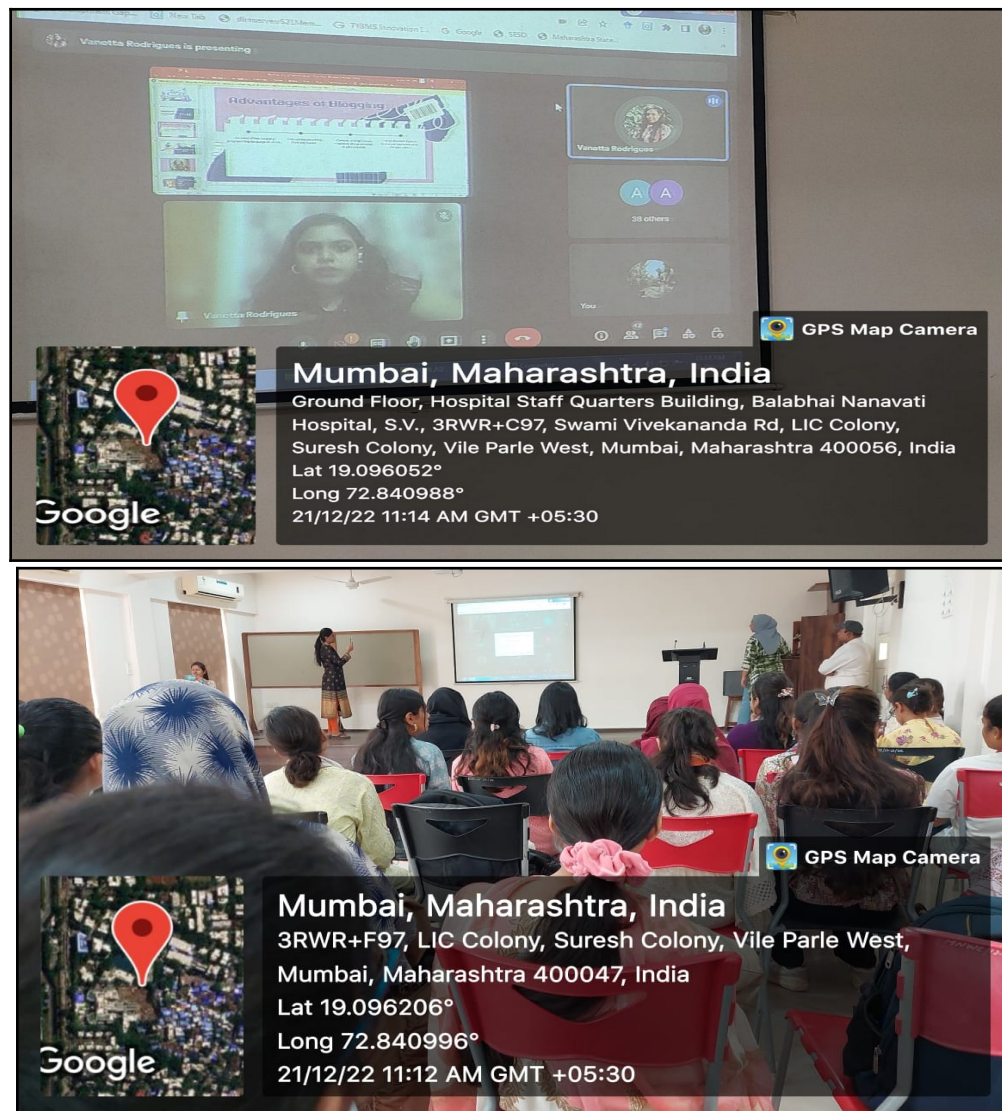 New Tab
Google
SESD
Vanetta Rodrigues is presenting
Advantages of Blogging
Vanetta Rodrigues
A A
38 others
Vanetta Rodrigues
You
GPS Map Camera
Mumbai, Maharashtra, India
Ground Floor, Hospital Staff Quarters Building, Balabhai Nanavati
Hospital, S.V., 3RWR+C97, Swami Vivekananda Rd, LIC Colony,
Suresh Colony, Vile Parle West, Mumbai, Maharashtra 400056, India
Lat 19.096052°
Long 72.840988°
21/12/22 11:14 AM GMT +05:30
Google
GPS Map Camera
Mumbai, Maharashtra, India
3RWR+F97, LIC Colony, Suresh Colony, Vile Parle West,
Mumbai, Maharashtra 400047, India
Lat 19.096206°
Long 72.840996°
21/12/22 11:12 AM GMT +05:30
Google